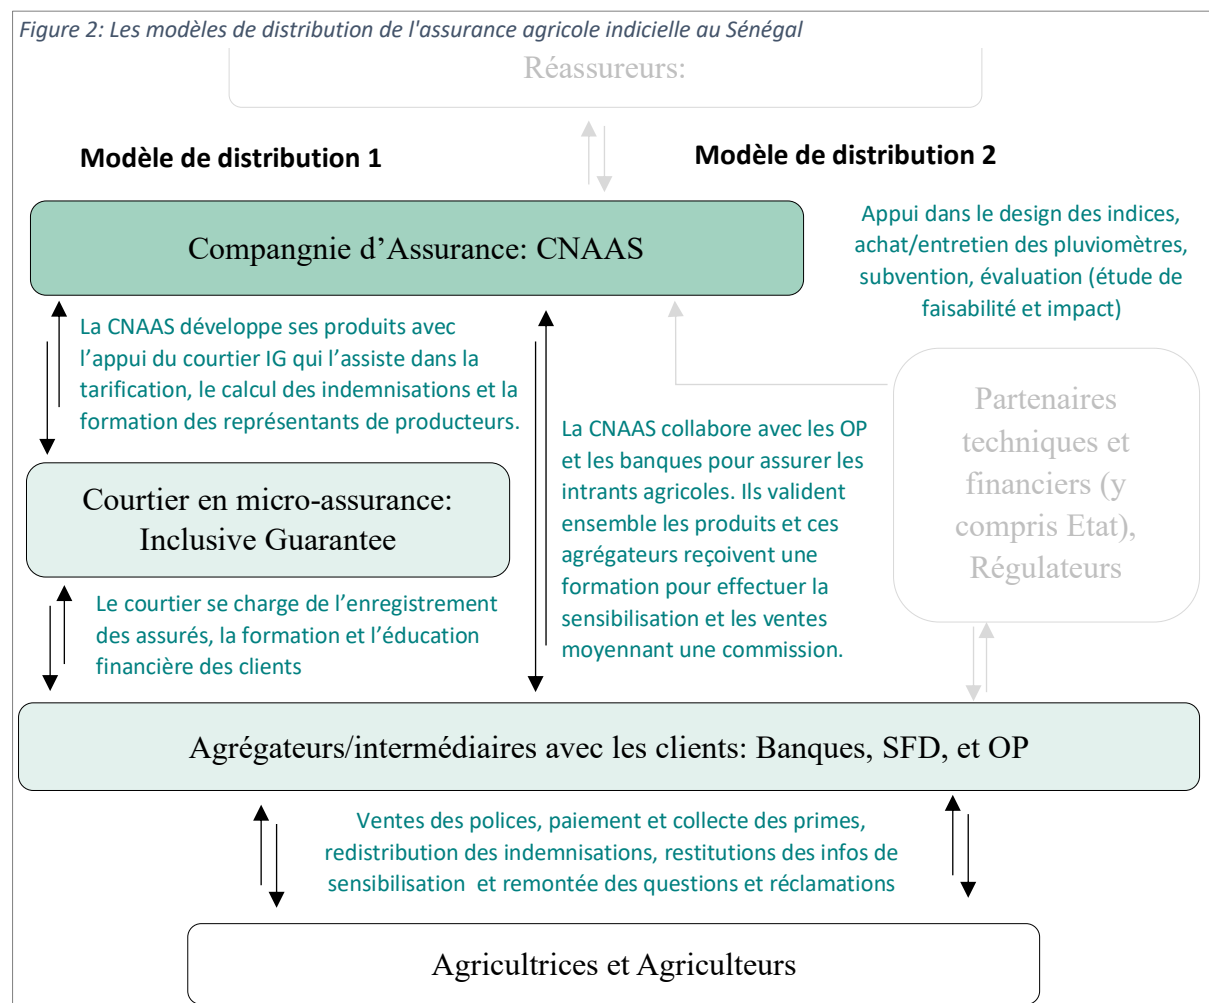 Figure 2: Les modèles de distribution de l'assurance agricole indicielle au Sénégal
Réassureurs:
Modèle de distribution 1
Modèle de distribution 2
Compangnie d’Assurance: CNAAS
Appui dans le design des indices,
achat/entretien des pluviomètres,
subvention, évaluation (étude de
faisabilité et impact)
La CNAAS développe ses produits avec
l’appui du courtier IG qui l’assiste dans la
tarification, le calcul des indemnisations et la
formation des représentants de producteurs.
La CNAAS collabore avec les OP
et les banques pour assurer les
intrants agricoles. Ils valident
ensemble les produits et ces
agrégateurs reçoivent une
formation pour effectuer la
sensibilisation et les ventes
moyennant une commission.
Partenaires
techniques et
financiers (y
compris Etat),
Régulateurs
Courtier en micro-assurance:
Inclusive Guarantee
Le courtier se charge de l’enregistrement
des assurés, la formation et l’éducation
financière des clients
Agrégateurs/intermédiaires avec les clients: Banques, SFD, et OP
Ventes des polices, paiement et collecte des primes,
redistribution des indemnisations, restitutions des infos de
sensibilisation et remontée des questions et réclamations
Agricultrices et Agriculteurs